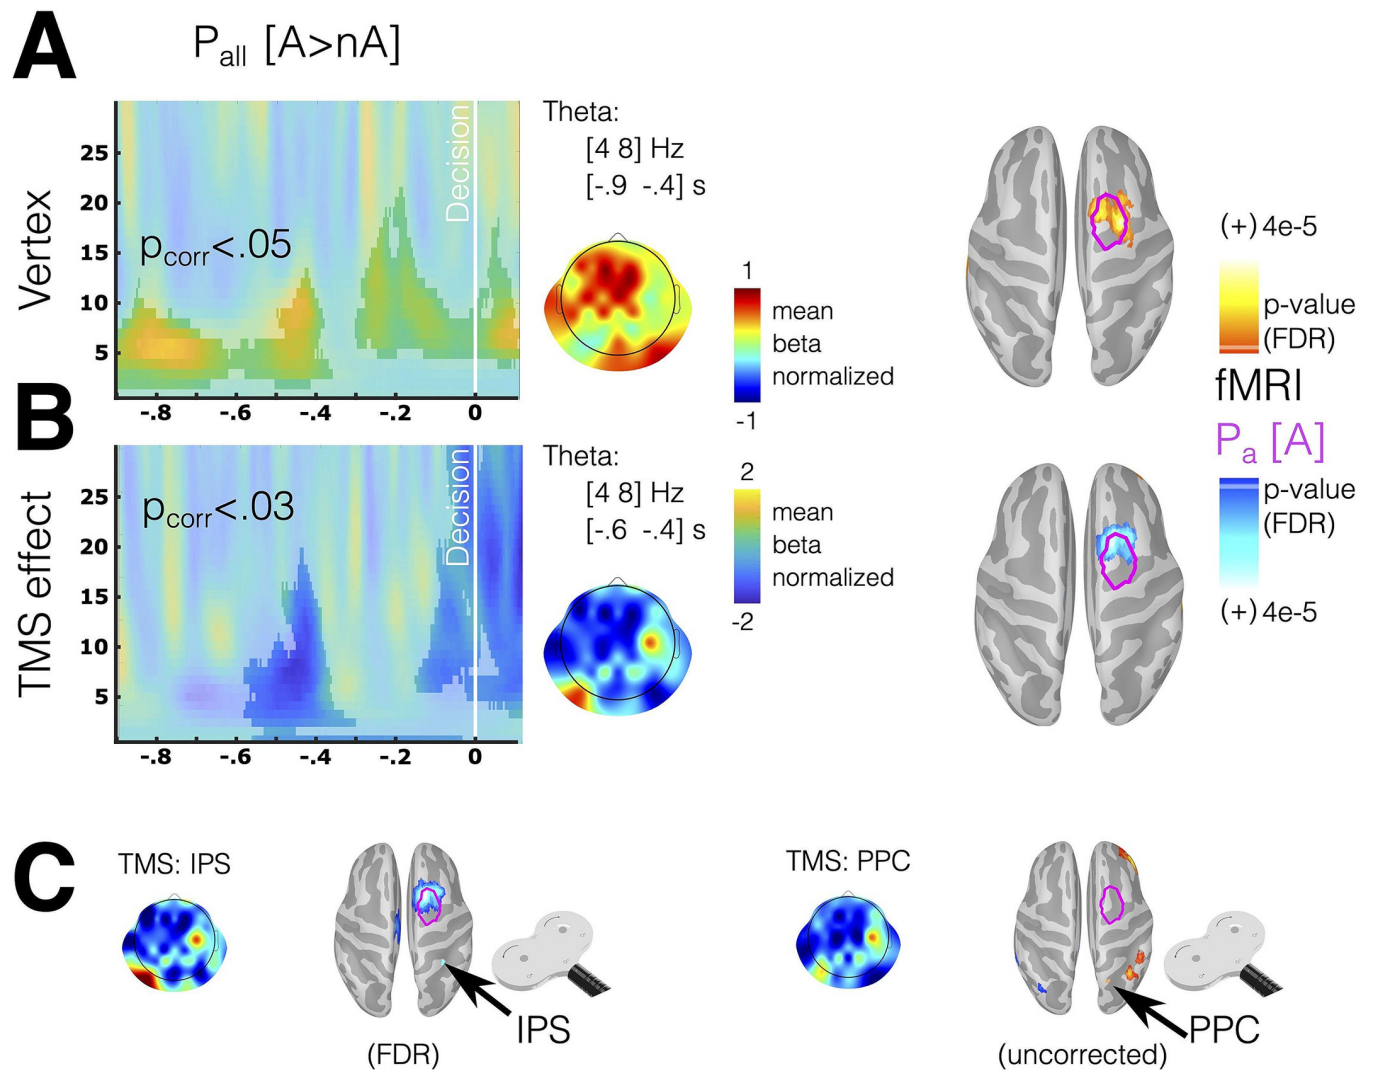 A
P_all [A>nA]
Vertex
25
20
15
10
5
p_corr<.05
Decision
-.8 -.6 -.4 -.2 0
Theta:
[4 8] Hz
[-.9 -.4] s
1
mean
beta
normalized
-1
(+) 4e-5
p-value
(FDR)
fMRI
P_a [A]
B
TMS effect
25
20
15
10
5
p_corr<.03
Decision
-.8 -.6 -.4 -.2 0
Theta:
[4 8] Hz
[-.6 -.4] s
2
mean
beta
normalized
-2
p-value
(FDR)
(+) 4e-5
C
TMS: IPS
IPS
(FDR)
TMS: PPC
PPC
(uncorrected)